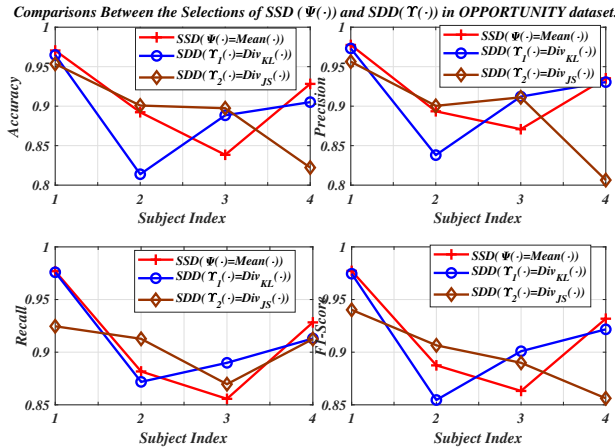 Comparisons Between the Selections of SSD (Ψ(·)) and SDD(ϒ(·)) in OPPORTUNITY dataset.
Accuracy
1
0.95
0.9
0.85
0.8
1
2
3
4
Subject Index
SSD(Ψ(·)=Mean(·))
SDD(ϒ1(·)=DivKL(·))
SDD(ϒ2(·)=DivJS(·))
Precision
1
0.95
0.9
0.85
0.8
1
2
3
4
Subject Index
SSD(Ψ(·)=Mean(·))
SDD(ϒ1(·)=DivKL(·))
SDD(ϒ2(·)=DivJS(·))
Recall
1
0.95
0.9
0.85
1
2
3
4
Subject Index
SSD(Ψ(·)=Mean(·))
SDD(ϒ1(·)=DivKL(·))
SDD(ϒ2(·)=DivJS(·))
F1-Score
1
0.95
0.9
0.85
1
2
3
4
Subject Index
SSD(Ψ(·)=Mean(·))
SDD(ϒ1(·)=DivKL(·))
SDD(ϒ2(·)=DivJS(·))